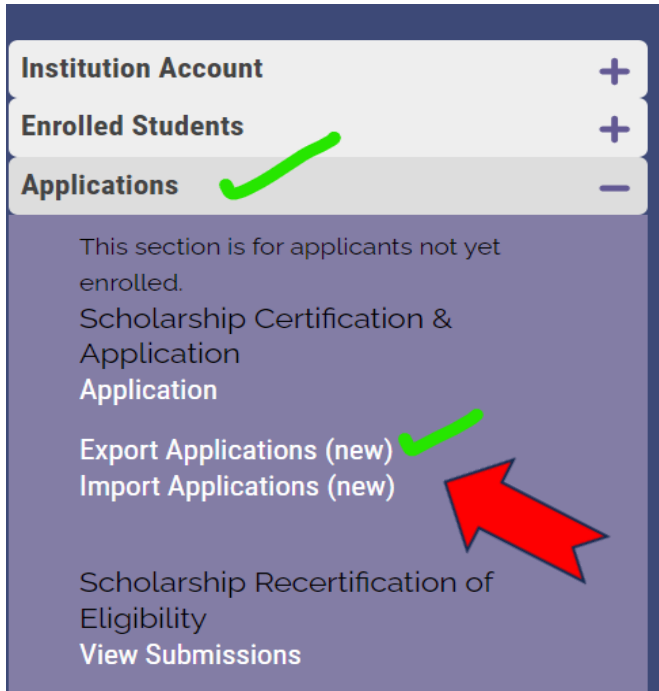 Institution Account
Enrolled Students
Applications
This section is for applicants not yet
enrolled.
Scholarship Certification &
Application
Application
Export Applications (new)
Import Applications (new)
Scholarship Recertification of
Eligibility
View Submissions